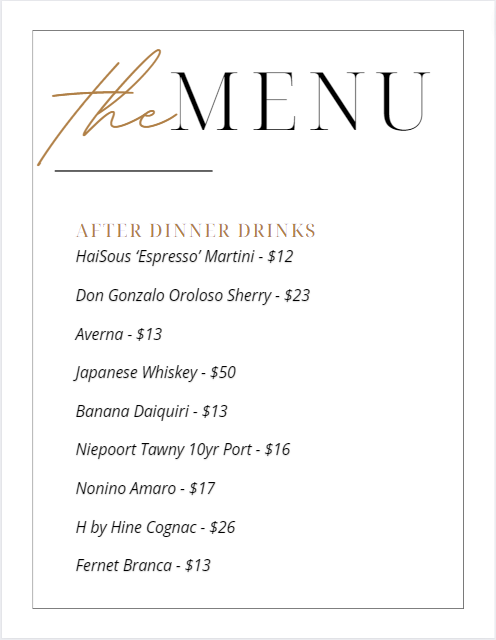 the MENU
AFTER DINNER DRINKS
HaiSous ‘Espresso’ Martini - $12
Don Gonzalo Oroloso Sherry - $23
Averna - $13
Japanese Whiskey - $50
Banana Daiquiri - $13
Niepoort Tawny 10yr Port - $16
Nonino Amaro - $17
H by Hine Cognac - $26
Fernet Branca - $13